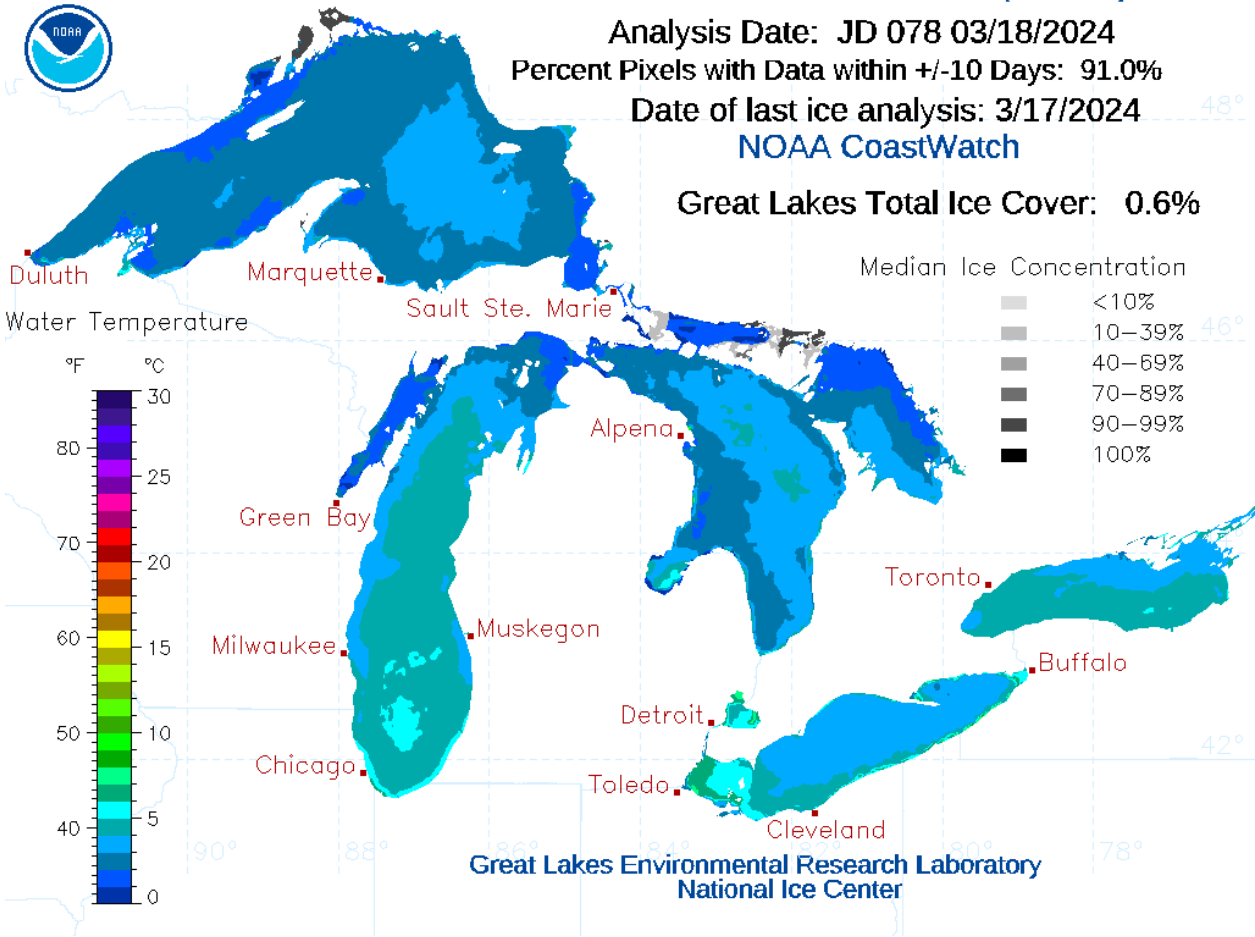 NOAA
Analysis Date: JD 078 03/18/2024
Percent Pixels with Data within +/-10 Days: 91.0%
Date of last ice analysis: 3/17/2024
NOAA CoastWatch
Great Lakes Total Ice Cover: 0.6%
48°
Median Ice Concentration
<10%
10–39%
40–69%
70–89%
90–99%
100%
46°
Duluth
Marquette
Sault Ste. Marie
Water Temperature
°F °C
30
80
25
70
20
60
15
50
10
40
5
0
Alpena
Green Bay
Toronto
Milwaukee
Muskegon
Buffalo
Detroit
42°
Chicago
Toledo
Cleveland
90° 88° 86° 84° 82° 80° 78°
Great Lakes Environmental Research Laboratory
National Ice Center